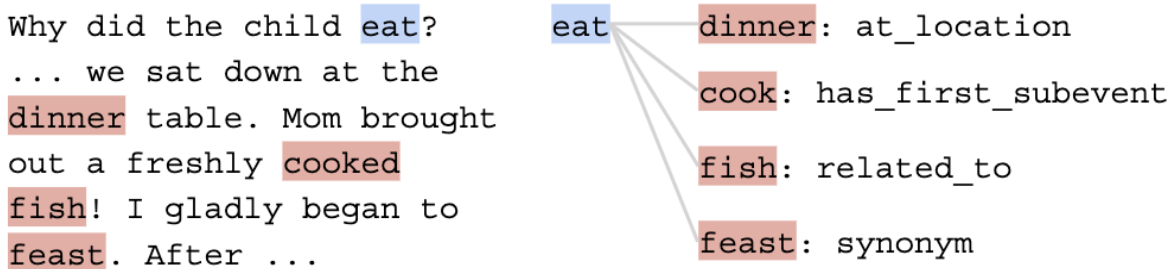 Why did the child eat?
... we sat down at the
dinner table. Mom brought
out a freshly cooked
fish! I gladly began to
feast. After ...
eat
dinner: at_location
cook: has_first_subevent
fish: related_to
feast: synonym